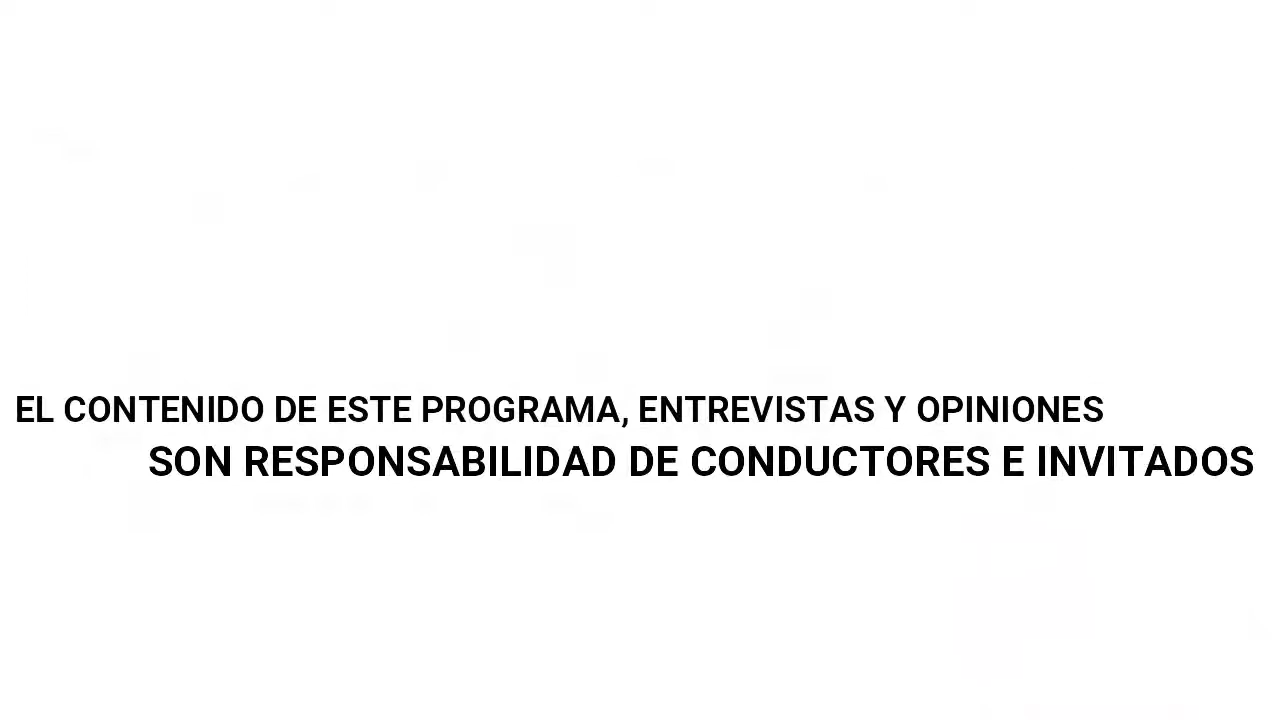 EL CONTENIDO DE ESTE PROGRAMA, ENTREVISTAS Y OPINIONES
SON RESPONSABILIDAD DE CONDUCTORES E INVITADOS